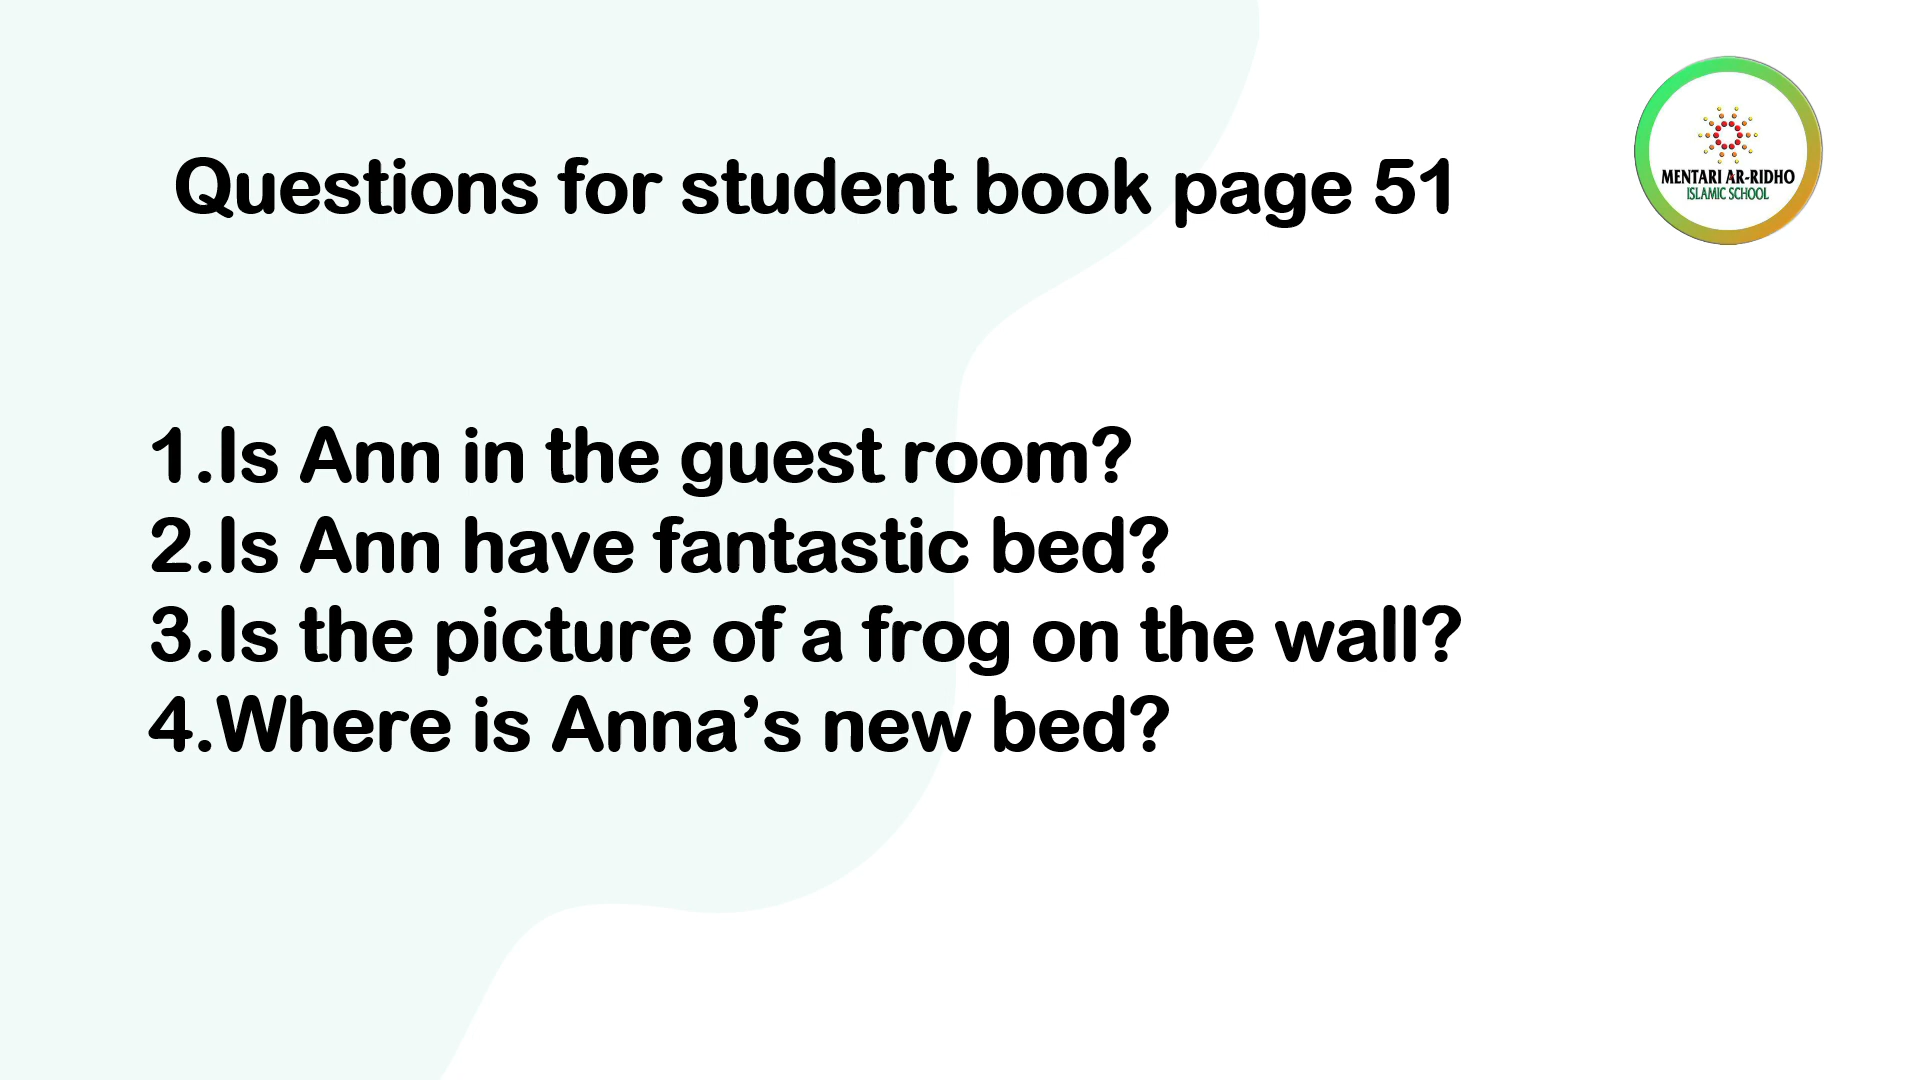 Questions for student book page 51
MENTARI AR-RIDHO
ISLAMIC SCHOOL
1.Is Ann in the guest room?
2.Is Ann have fantastic bed?
3.Is the picture of a frog on the wall?
4.Where is Anna’s new bed?